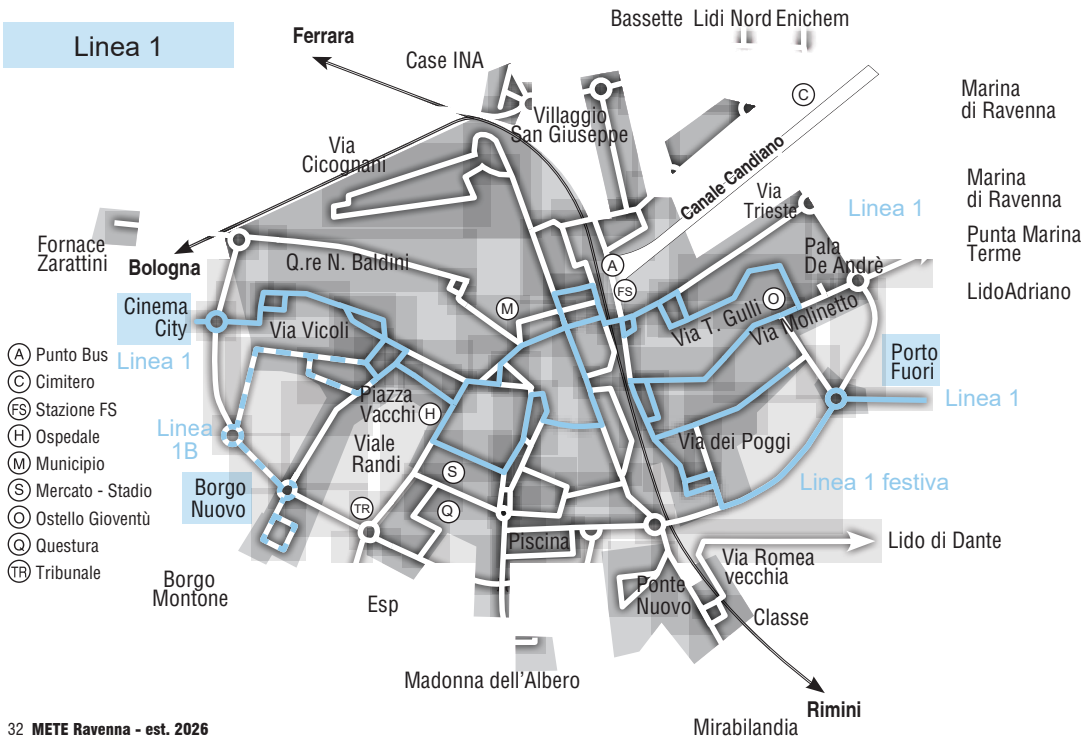 Linea 1
Bassette Lidi Nord Enichem
Ferrara
Case INA
C
Marina
di Ravenna
Villaggio
San Giuseppe
Via
Cicognani
Canale Candiano
Via
Trieste
Marina
di Ravenna
Linea 1
Punta Marina
Terme
Fornace
Zarattini
Bologna
Q.re N. Baldini
A
FS
Pala
De Andrè
LidoAdriano
Cinema
City
M
O
Via Vicoli
Via T. Gulli
Via Molinetto
Linea 1
Porto
Fuori
Linea 1
A Punto Bus
C Cimitero
FS Stazione FS
H Ospedale
M Municipio
S Mercato - Stadio
O Ostello Gioventù
Q Questura
TR Tribunale
Piazza
Vacchi
H
Linea
1B
Viale
Randi
Via dei Poggi
S
Borgo
Nuovo
Linea 1 festiva
TR
Q
Piscina
Lido di Dante
Via Romea
vecchia
Borgo
Montone
Esp
Ponte
Nuovo
Classe
Madonna dell'Albero
Rimini
Mirabilandia
32 METE Ravenna - est. 2026